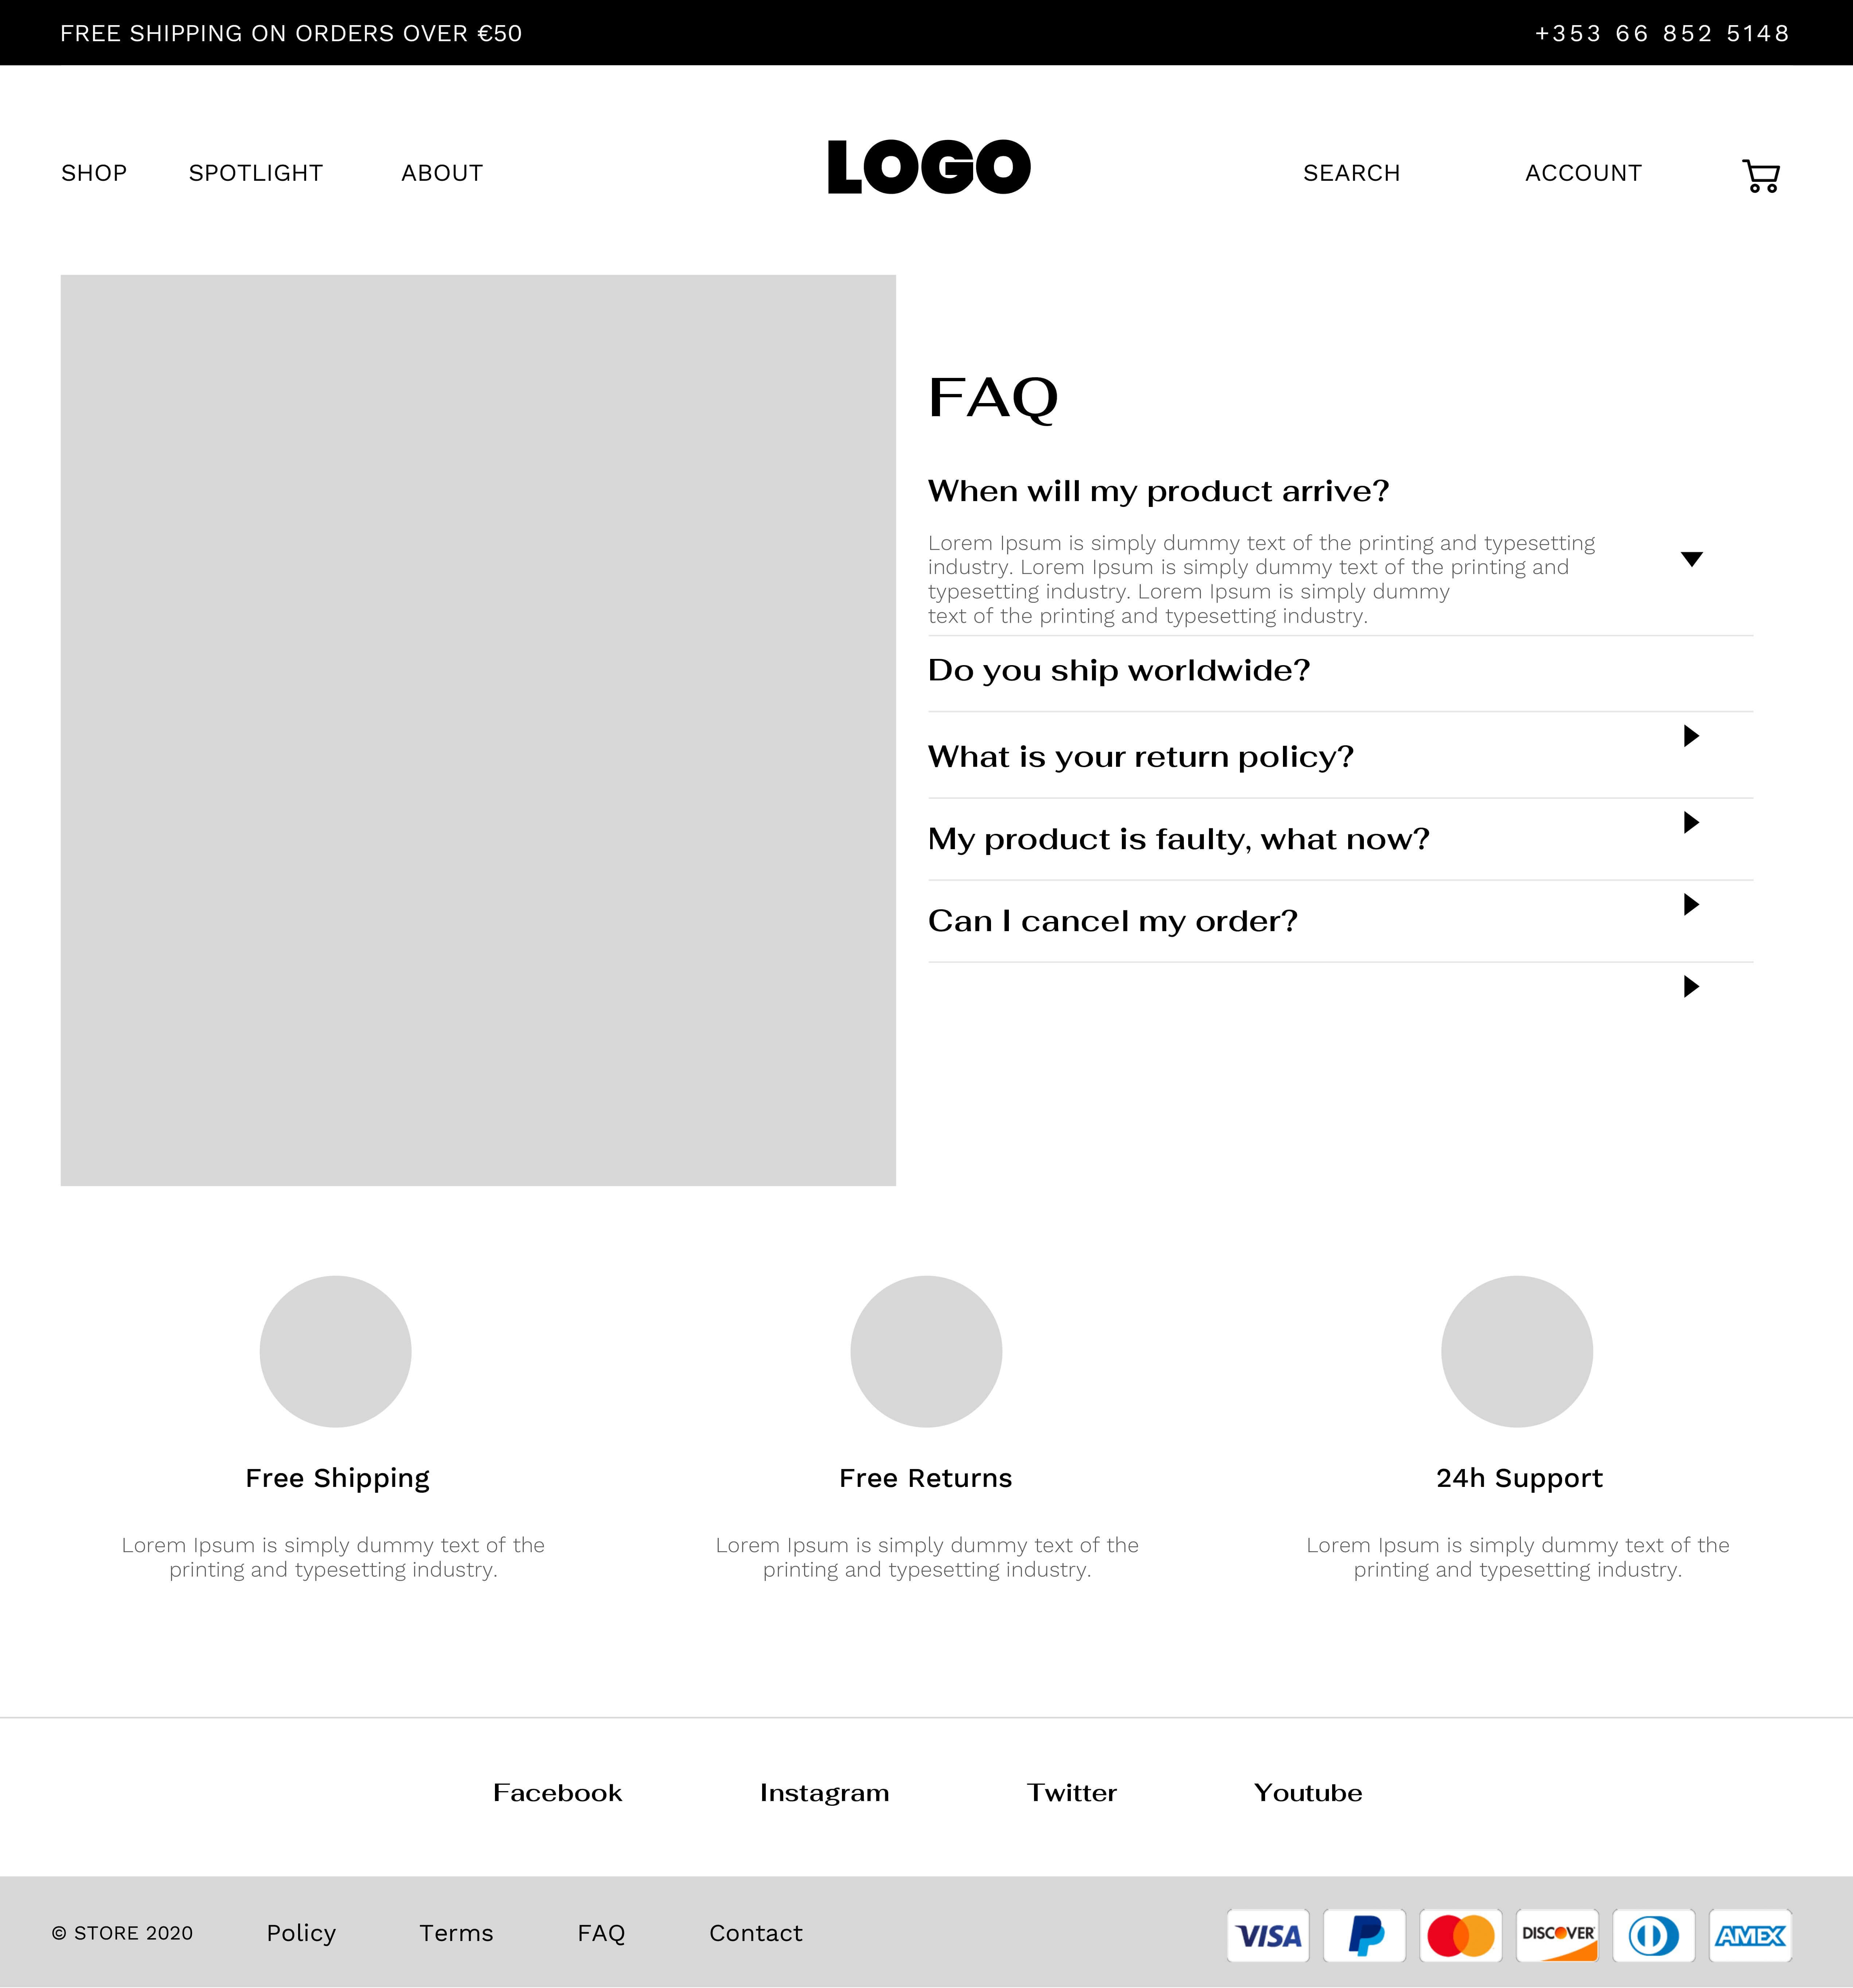 FREE SHIPPING ON ORDERS OVER €50
+353 66 852 5148
SHOP
SPOTLIGHT
ABOUT
LOGO
SEARCH
ACCOUNT
FAQ
When will my product arrive?
Lorem Ipsum is simply dummy text of the printing and typesetting
industry. Lorem Ipsum is simply dummy text of the printing and
typesetting industry. Lorem Ipsum is simply dummy
text of the printing and typesetting industry.
Do you ship worldwide?
What is your return policy?
My product is faulty, what now?
Can I cancel my order?
Free Shipping
Lorem Ipsum is simply dummy text of the
printing and typesetting industry.
Free Returns
Lorem Ipsum is simply dummy text of the
printing and typesetting industry.
24h Support
Lorem Ipsum is simply dummy text of the
printing and typesetting industry.
Facebook
Instagram
Twitter
Youtube
© STORE 2020
Policy
Terms
FAQ
Contact
VISA
DISCOVER
AMEX